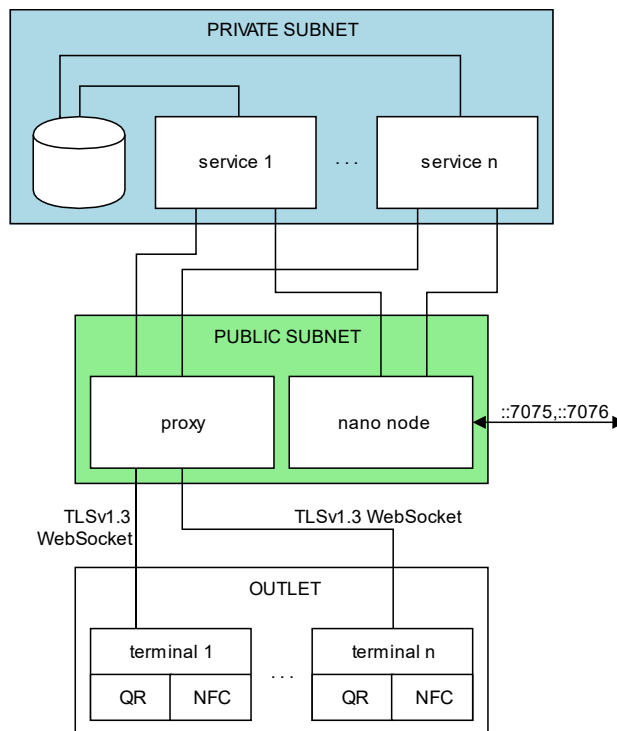 PRIVATE SUBNET
service 1
. . .
service n
PUBLIC SUBNET
proxy
nano node
::7075,::7076
TLSv1.3
WebSocket
TLSv1.3 WebSocket
OUTLET
terminal 1
. . .
terminal n
QR
NFC
QR
NFC